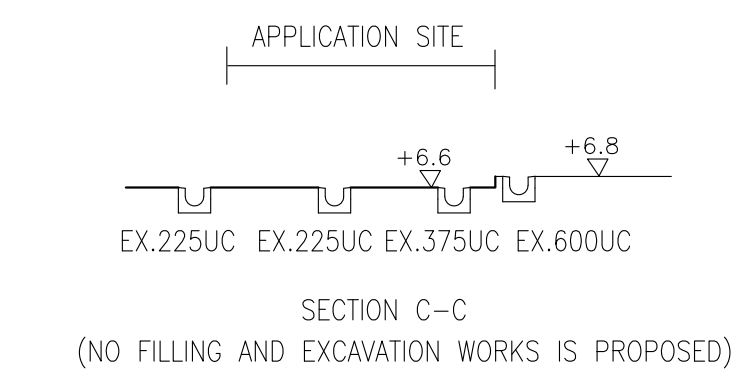 APPLICATION SITE
+6.6 +6.8
EX.225UC EX.225UC EX.375UC EX.600UC
SECTION C-C
(NO FILLING AND EXCAVATION WORKS IS PROPOSED)